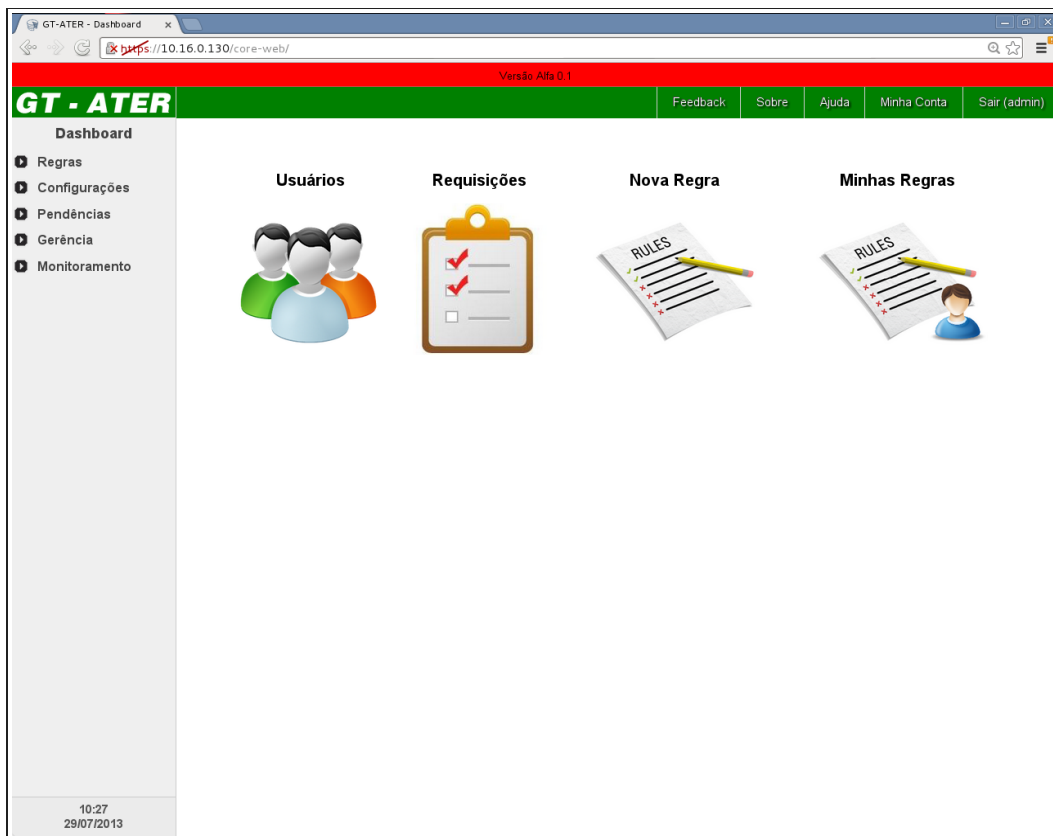 GT-ATER - Dashboard
https://10.16.0.130/core-web/
Versão Alfa 0.1
GT - ATER
Feedback
Sobre
Ajuda
Minha Conta
Sair (admin)
Dashboard
Regras
Configurações
Pendências
Gerência
Monitoramento
Usuários
Requisições
Nova Regra
Minhas Regras
RULES
RULES
10:27
29/07/2013